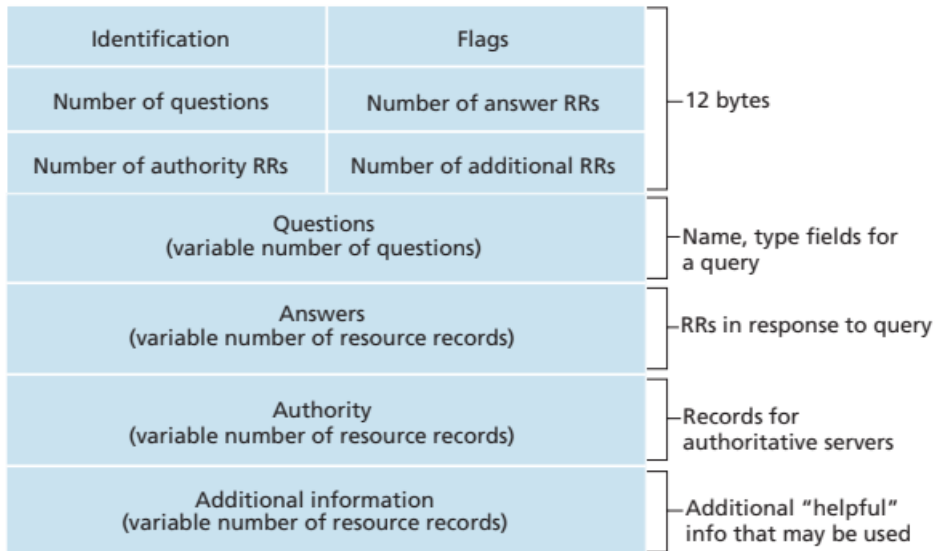 Identification
Flags
Number of questions
Number of answer RRs
12 bytes
Number of authority RRs
Number of additional RRs
Questions
(variable number of questions)
Name, type fields for
a query
Answers
(variable number of resource records)
RRs in response to query
Authority
(variable number of resource records)
Records for
authoritative servers
Additional information
(variable number of resource records)
Additional “helpful”
info that may be used